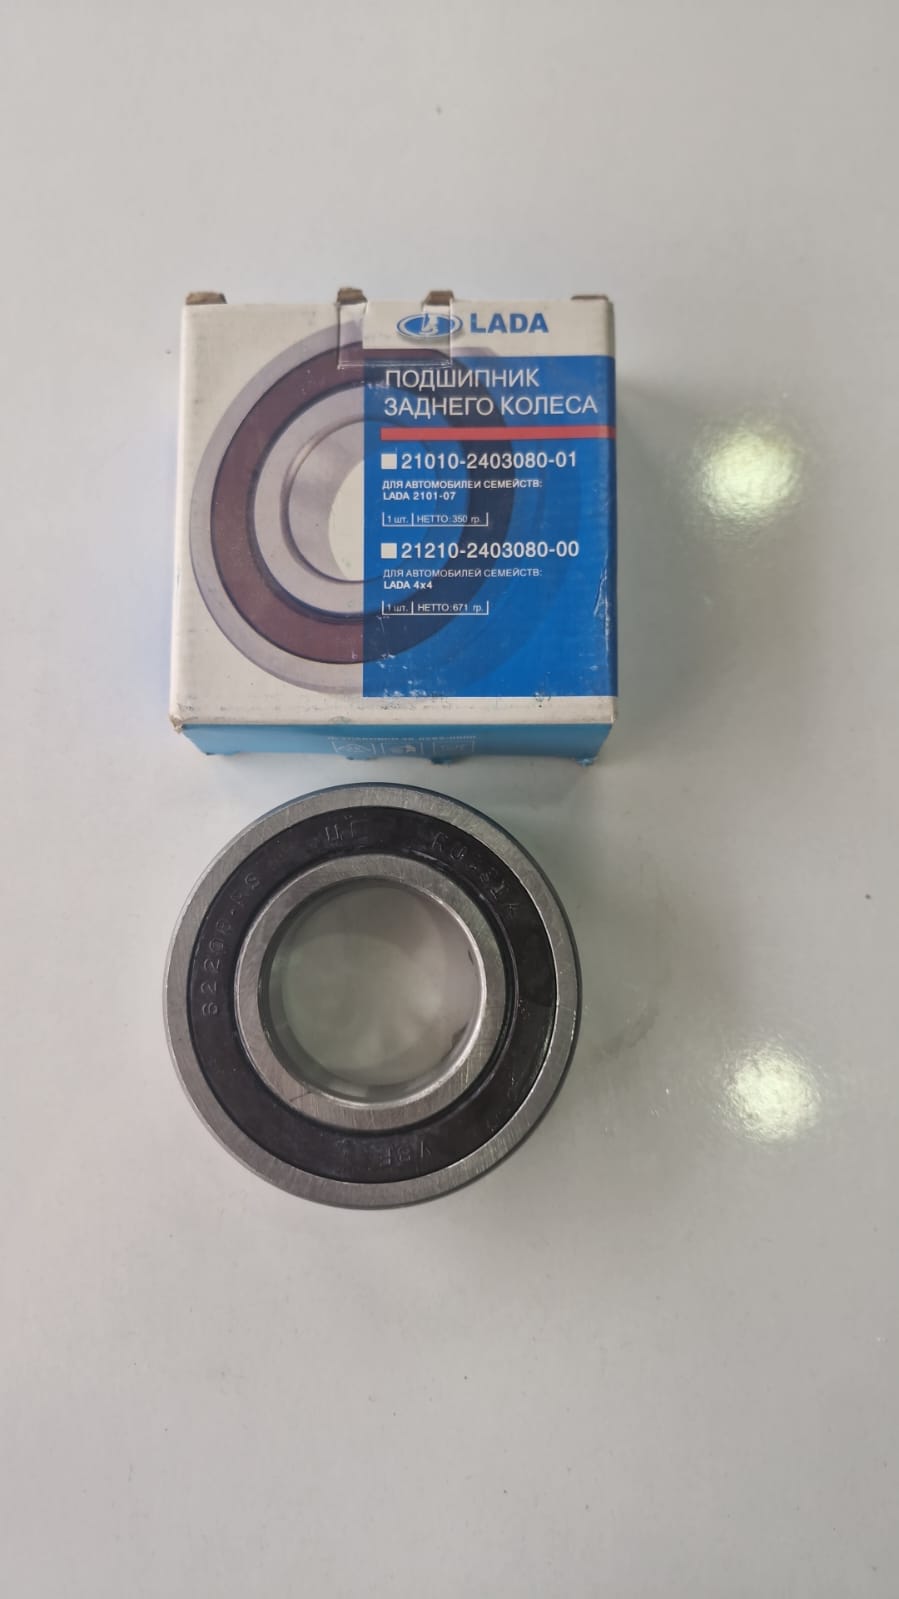 LADA
ПОДШИПНИК
ЗАДНЕГО КОЛЕСА
21010-2403080-01
ДЛЯ АВТОМОБИЛЕЙ СЕМЕЙСТВ:
LADA 2101-07
1 шт. НЕТТО: 350 гр.
21210-2403080-00
ДЛЯ АВТОМОБИЛЕЙ СЕМЕЙСТВ:
LADA 4x4
1 шт. НЕТТО: 671 гр.